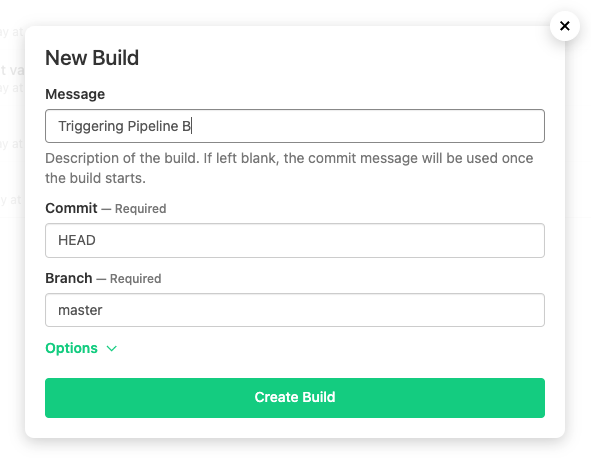 New Build
Message
Triggering Pipeline B
Description of the build. If left blank, the commit message will be used once
the build starts.
Commit — Required
HEAD
Branch — Required
master
Options
Create Build